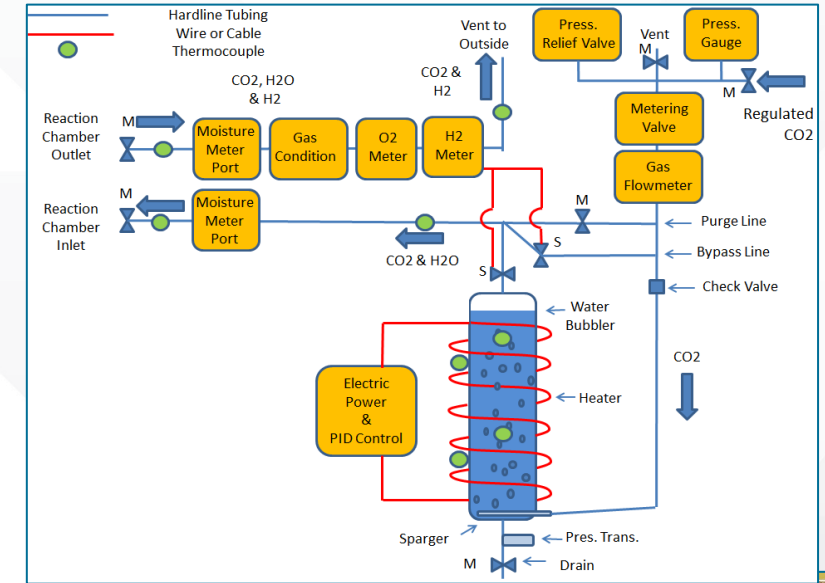 Hardline Tubing
Wire or Cable
Thermocouple
Vent to
Outside
Press.
Relief Valve
Vent
M
Press.
Gauge
M
Regulated
CO2
CO2, H2O
& H2
CO2 &
H2
Reaction
Chamber
Outlet
M
Moisture
Meter
Port
Gas
Condition
O2
Meter
H2
Meter
Metering
Valve
Gas
Flowmeter
Reaction
Chamber
Inlet
M
Moisture
Meter
Port
CO2 & H2O
M
S
S
Purge Line
Bypass Line
Check Valve
Water
Bubbler
CO2
Electric
Power
&
PID Control
Heater
Sparger
Pres. Trans.
M
Drain